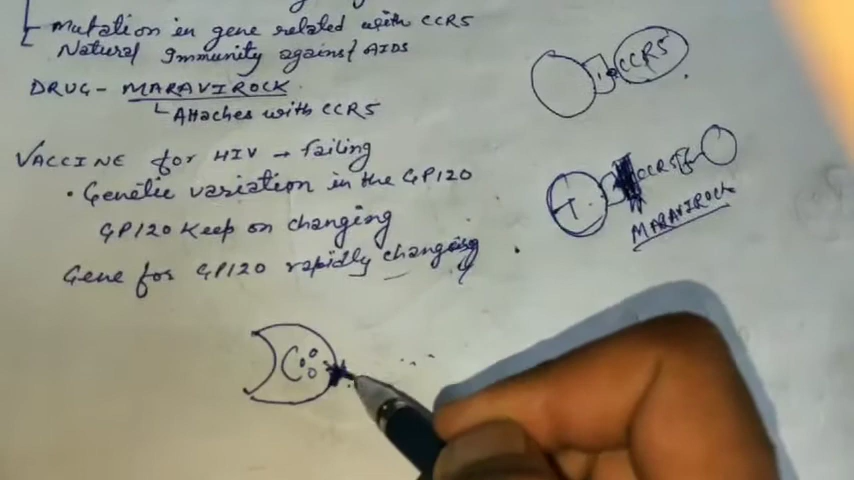 Mutation in gene related with CCR5
Natural Immunity against AIDS
DRUG- MARAVIROCK
Attaches with CCR5
VACCINE for HIV → failing
• Genetic variation in the GP120
GP120 Keep on changing
Gene for GP120 rapidly changing
CCR5
T
CCR5
MARAVIROCK